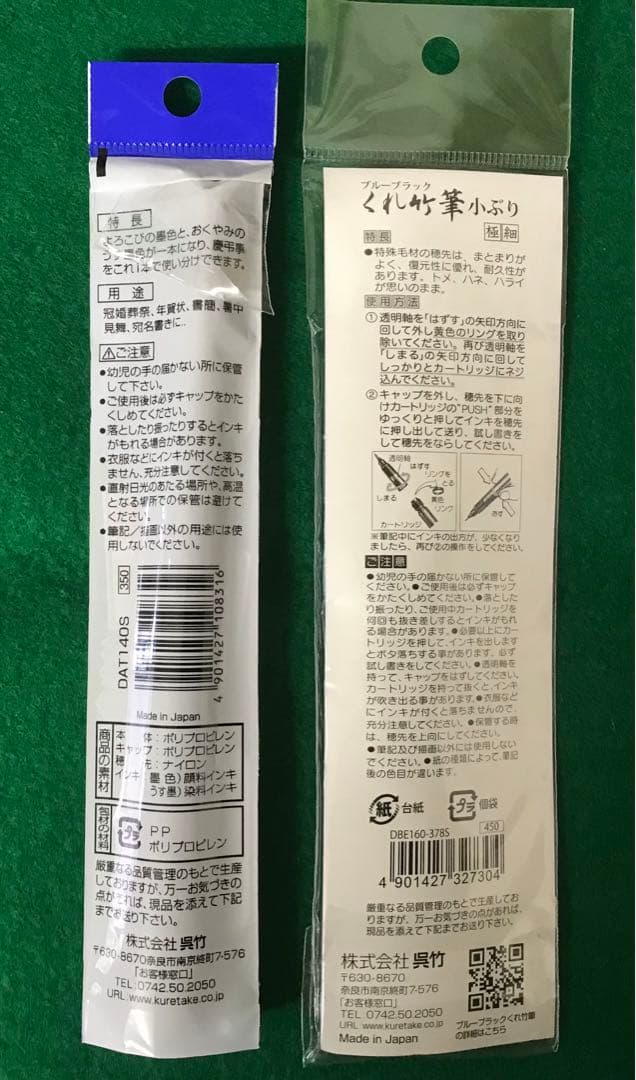 特長
よろこびの墨色と、おくやみの
うす墨色が一本になり、慶弔事
をこれ1本で使い分けできます。
用途
冠婚葬祭、年賀状、書簡、暑中
見舞、宛名書きに..
⚠ご注意
●幼児の手の届かない所に保管
して下さい。
●ご使用後は必ずキャップをかた
くしめてください。
●落としたり振ったりするとインキ
がもれる場合があります。
●衣服などにインキが付くと落ち
ません、充分注意してください。
●直射日光のあたる場所や、高温
となる場所での保管は避けて
ください。
●筆記/描画以外の用途には使
用しないでください。
DAT140S 350
4 901427 108316
Made in Japan
商品の素材
本体:ポリプロピレン
キャップ:ポリプロピレン
穂先:ナイロン
インキ:墨色)顔料インキ
うす墨)染料インキ
包材の材料
プラ PP
ポリプロピレン
厳重なる品質管理のもとで生産
しておりますが、万一お気づきの
点があれば、現品を添えて下記
までお送り下さい。
株式会社 呉竹
〒630-8670奈良市南京終町7-576
「お客様窓口」
TEL:0742.50.2050
URL.www.kuretake.co.jp
ブルーブラック
くれ竹筆小ぶり
極細
特長
●特殊毛材の穂先は、まとまりが
よく、復元性に優れ、耐久性が
あります。トメ、ハネ、ハライ
が思いのまま。
使用方法
①透明軸を「はずす」の矢印方向に
回して外し黄色のリングを取り
除いてください。再び透明軸を
「しまる」の矢印方向に回して
しっかりとカートリッジにネジ
込んでください。
②キャップを外し、穂先を下に向
けカートリッジの"PUSH"部分を
ゆっくりと押してインキを穂先
に押し出して送り、試し書きを
して穂先をならしてください。
透明軸
はずす
リングを
とる
しまる
黄色
リング
カートリッジ
おす
※筆記中にインキの出方が、少なくなり
ましたら、再び②の操作をしてください。
ご注意
●幼児の手の届かない所に保管して
ください。●ご使用後は必ずキャップ
をかたくしめてください。●落とした
り振ったり、ご使用中カートリッジを
何回も抜き差しするとインキがもれ
る場合があります。●必要以上にカー
トリッジを押して、インキを出します
とボタ落ちする事があります。必ず
試し書きをしてください。●透明軸を
持って、キャップをはずしてください。
カートリッジを持って抜くと、インキ
が吹き出る事があります。●衣服など
にインキが付くと落ちませんので、
充分注意してください。●保管する時
は、穂先を上向にしてください。
●筆記及び描画以外には使用しない
でください。●紙の種類によって、筆記
後の色目が違います。
紙 台紙 プラ 個袋
DBE160-378S 450
4 901427 327304
厳重なる品質管理のもとで生産しており
ますが、万一お気づきの点があれば、
現品を添えて下記までお送り下さい。
株式会社 呉竹
〒630-8670
奈良市南京終町7-576
「お客様窓口」
TEL 0742.50.2050
URL www.kuretake.co.jp
Made in Japan
ブルーブラックくれ竹筆
の詳細はこちら